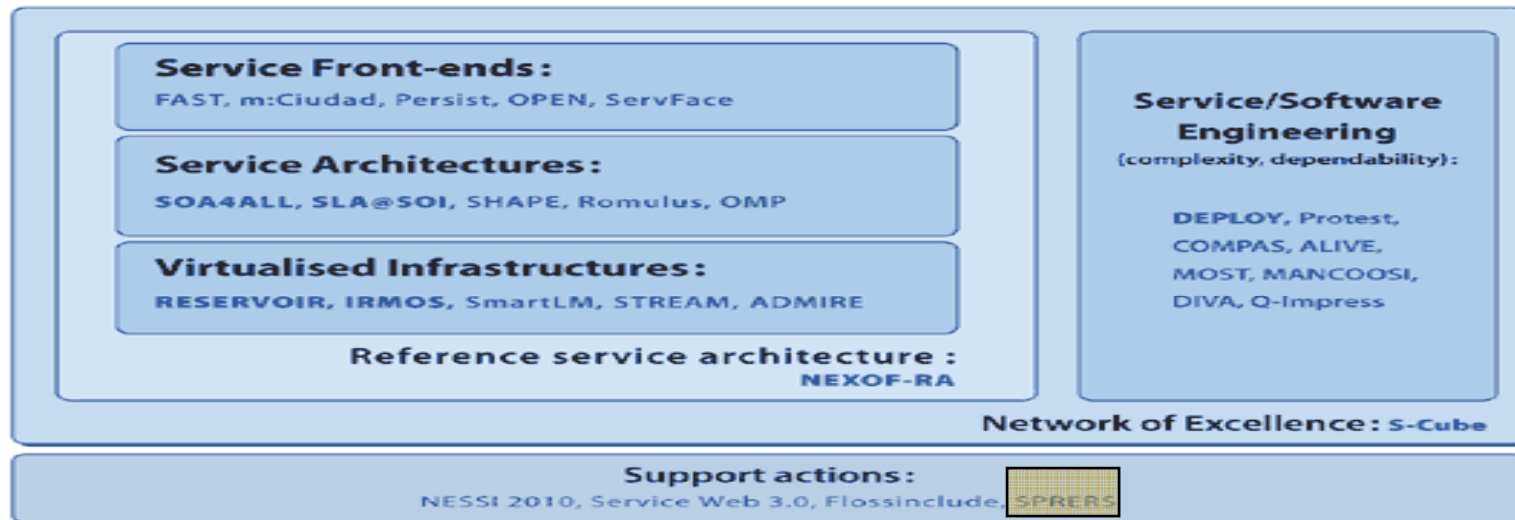 Service Front-ends:
FAST, m:Ciudad, Persist, OPEN, ServFace
Service Architectures:
SOA4ALL, SLA@SOI, SHAPE, Romulus, OMP
Virtualised Infrastructures:
RESERVOIR, IRMOS, SmartLM, STREAM, ADMIRE
Reference service architecture :
NEXOF-RA
Service/Software
Engineering
(complexity, dependability):
DEPLOY, Protest,
COMPAS, ALIVE,
MOST, MANCOOSI,
DIVA, Q-Impress
Network of Excellence: S-Cube
Support actions:
NESSI 2010, Service Web 3.0, Flossinclude, SPRERS